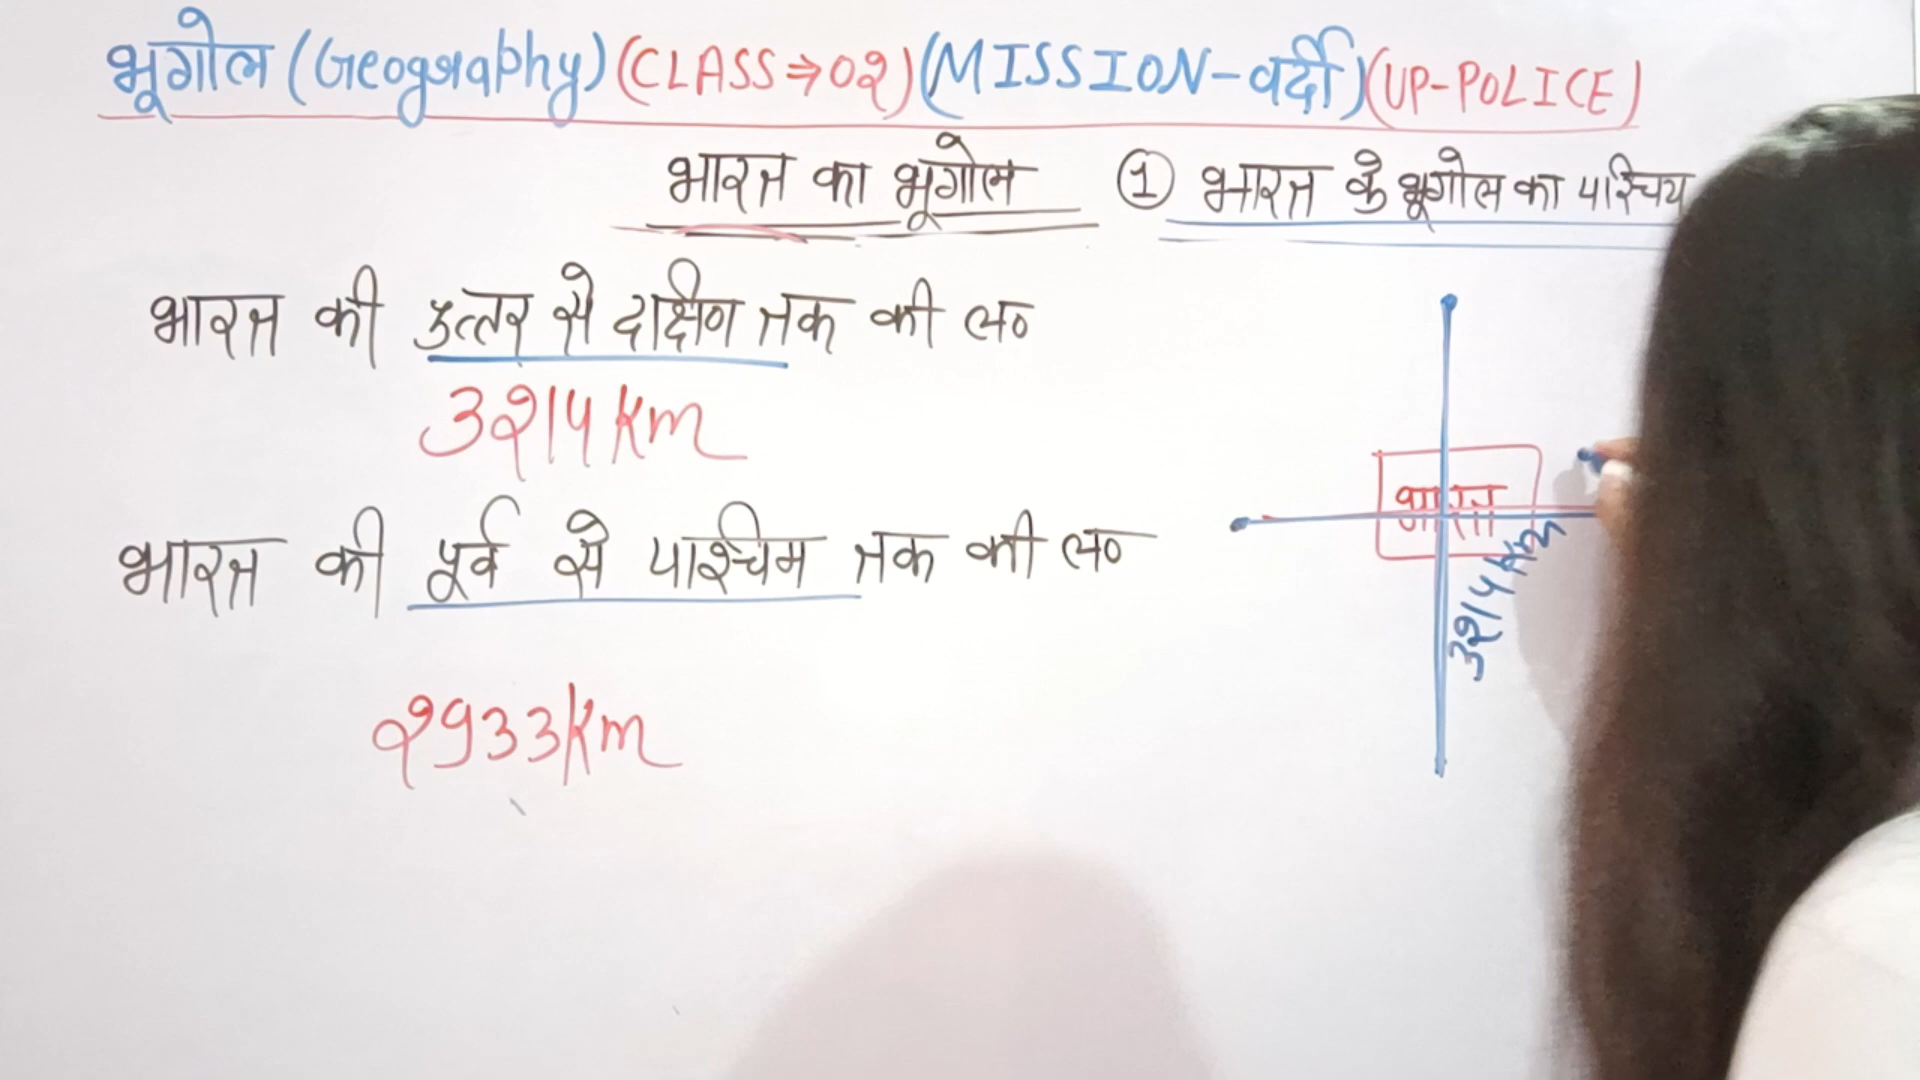 भूगोल (Geography) (CLASS⇒02) (MISSION-वर्दी) (UP-POLICE)
भारत का भूगोल ① भारत के भूगोल का परिचय
भारत की उत्तर से दक्षिण तक की ल०
3214 km
भारत की पूर्व से पश्चिम तक की ल०
2933 km
भारत
3214 km